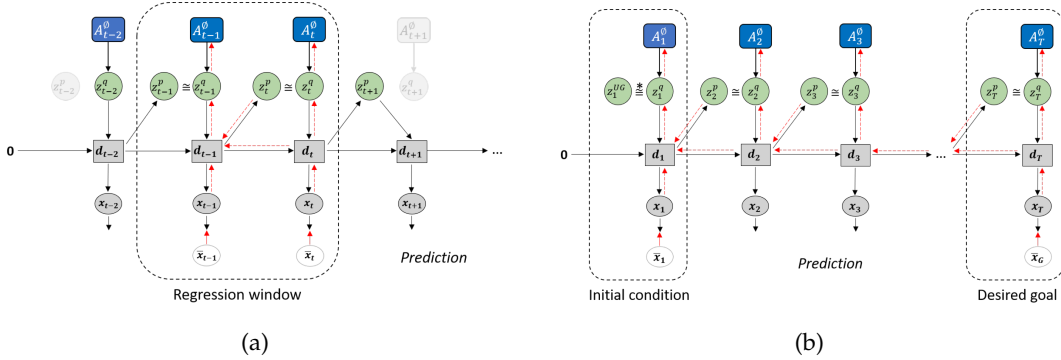 A^∅_{t-2} A^∅_{t-1} A^∅_t A^∅_{t+1}
z^p_{t-2} z^q_{t-2} z^p_{t-1} ≅ z^q_{t-1} z^p_t ≅ z^q_t z^p_{t+1} z^q_{t+1}
0 d_{t-2} d_{t-1} d_t d_{t+1} ...
x_{t-2} x_{t-1} x_t x_{t+1}
x̄_{t-1} x̄_t Prediction
Regression window
(a)
A^∅_1 A^∅_2 A^∅_3 A^∅_T
z^{UG}_1 ≅* z^q_1 z^p_2 ≅ z^q_2 z^p_3 ≅ z^q_3 z^p_T ≅ z^q_T
0 d_1 d_2 d_3 ... d_T
x_1 x_2 x_3 x_T
x̄_1 Prediction x̄_G
Initial condition Desired goal
(b)